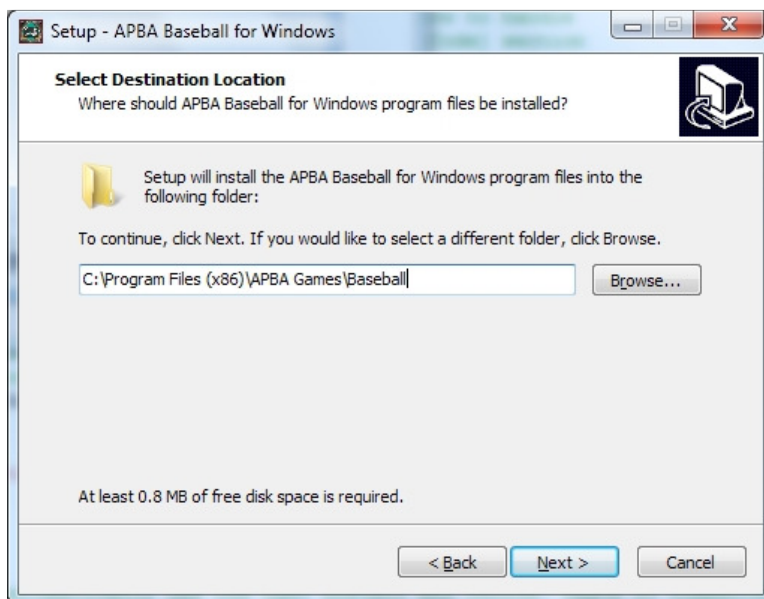 Setup - APBA Baseball for Windows
Select Destination Location
Where should APBA Baseball for Windows program files be installed?
Setup will install the APBA Baseball for Windows program files into the
following folder:
To continue, click Next. If you would like to select a different folder, click Browse.
C:\Program Files (x86)\APBA Games\Baseball
Browse...
At least 0.8 MB of free disk space is required.
< Back
Next >
Cancel